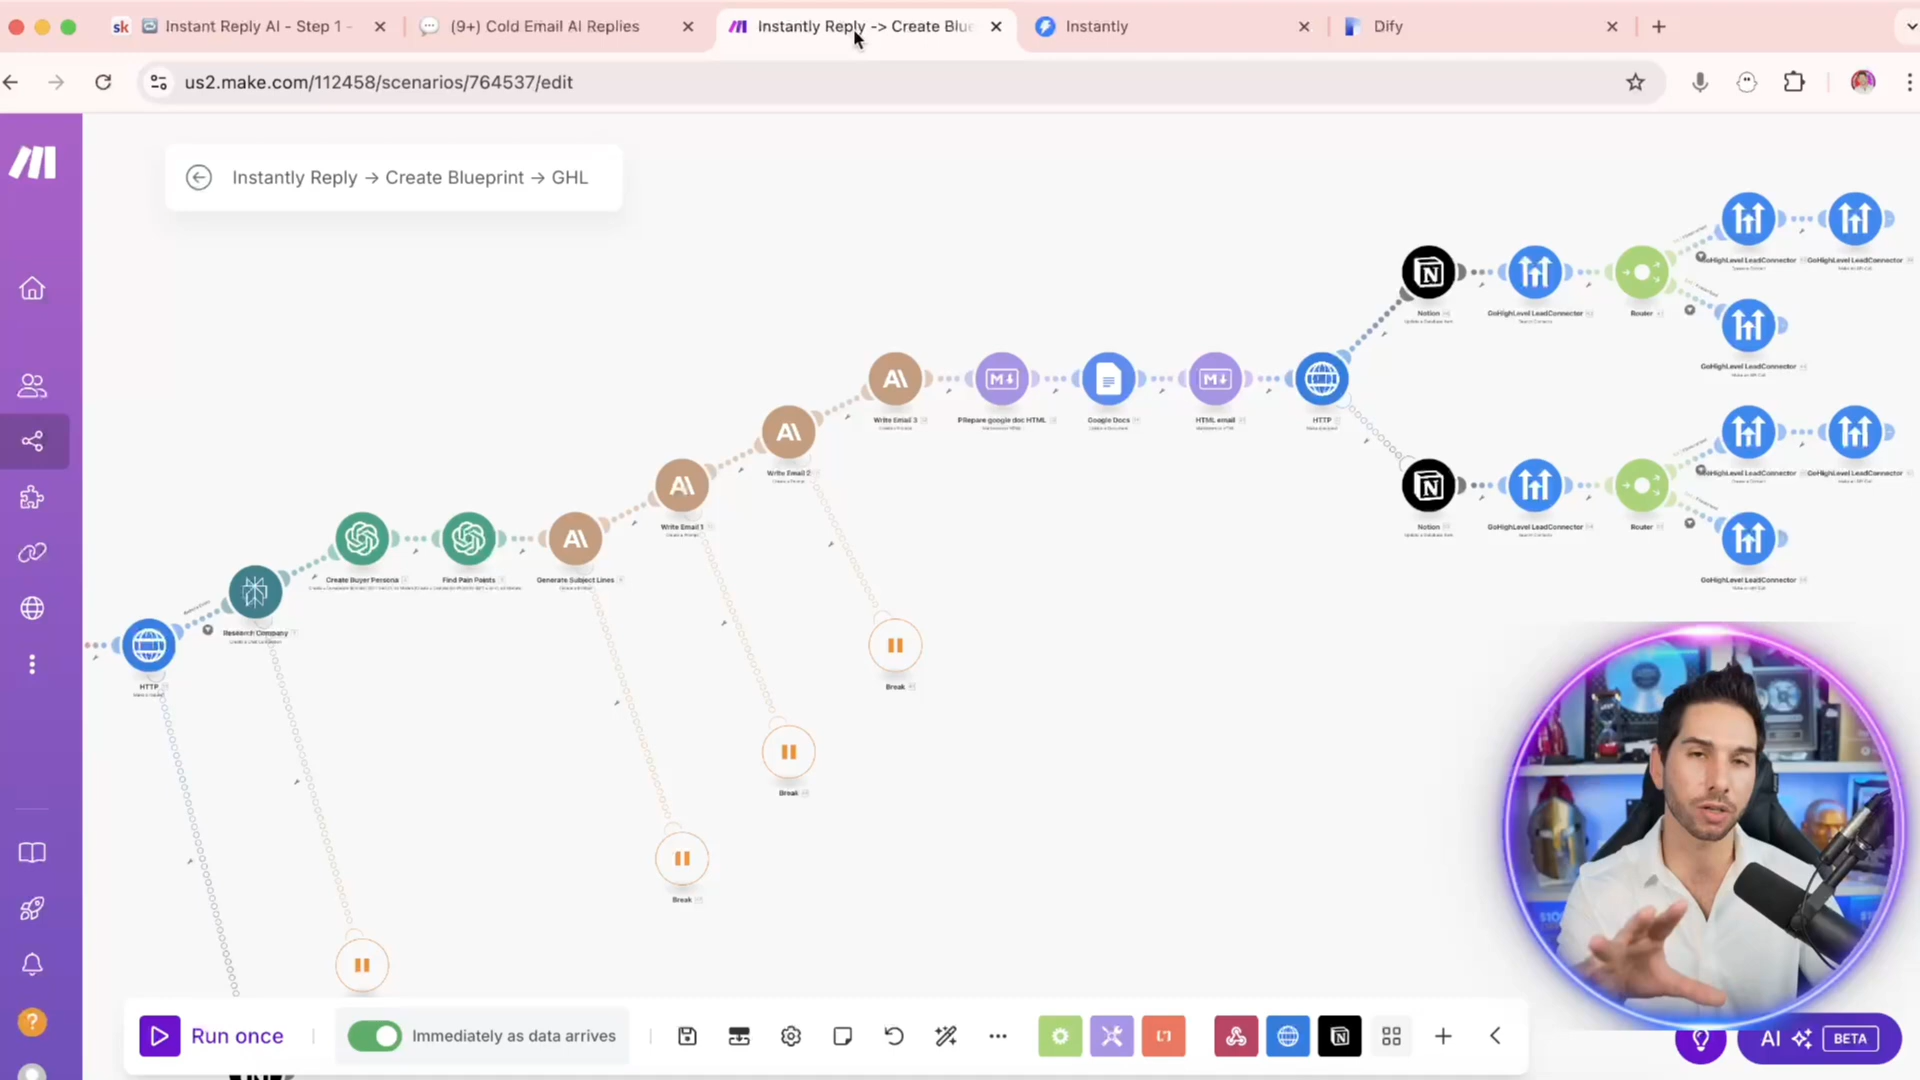 sk Instant Reply AI - Step 1 -
(9+) Cold Email AI Replies
Instantly Reply -> Create Blue
Instantly
Dify
us2.make.com/112458/scenarios/764537/edit
Instantly Reply → Create Blueprint → GHL
GoHighLevel LeadConnector
GoHighLevel LeadConnector
Notion
GoHighLevel LeadConnector
Router
GoHighLevel LeadConnector
Write Email 3
PRepare google doc HTML
Google Docs
HTML email
HTTP
Write Email 2
GoHighLevel LeadConnector
GoHighLevel LeadConnector
Write Email 1
Notion
GoHighLevel LeadConnector
Router
Create Buyer Persona
Find Pain Points
Generate Subject Lines
GoHighLevel LeadConnector
Research Company
HTTP
Break
Break
Break
Run once
Immediately as data arrives
AI
BETA